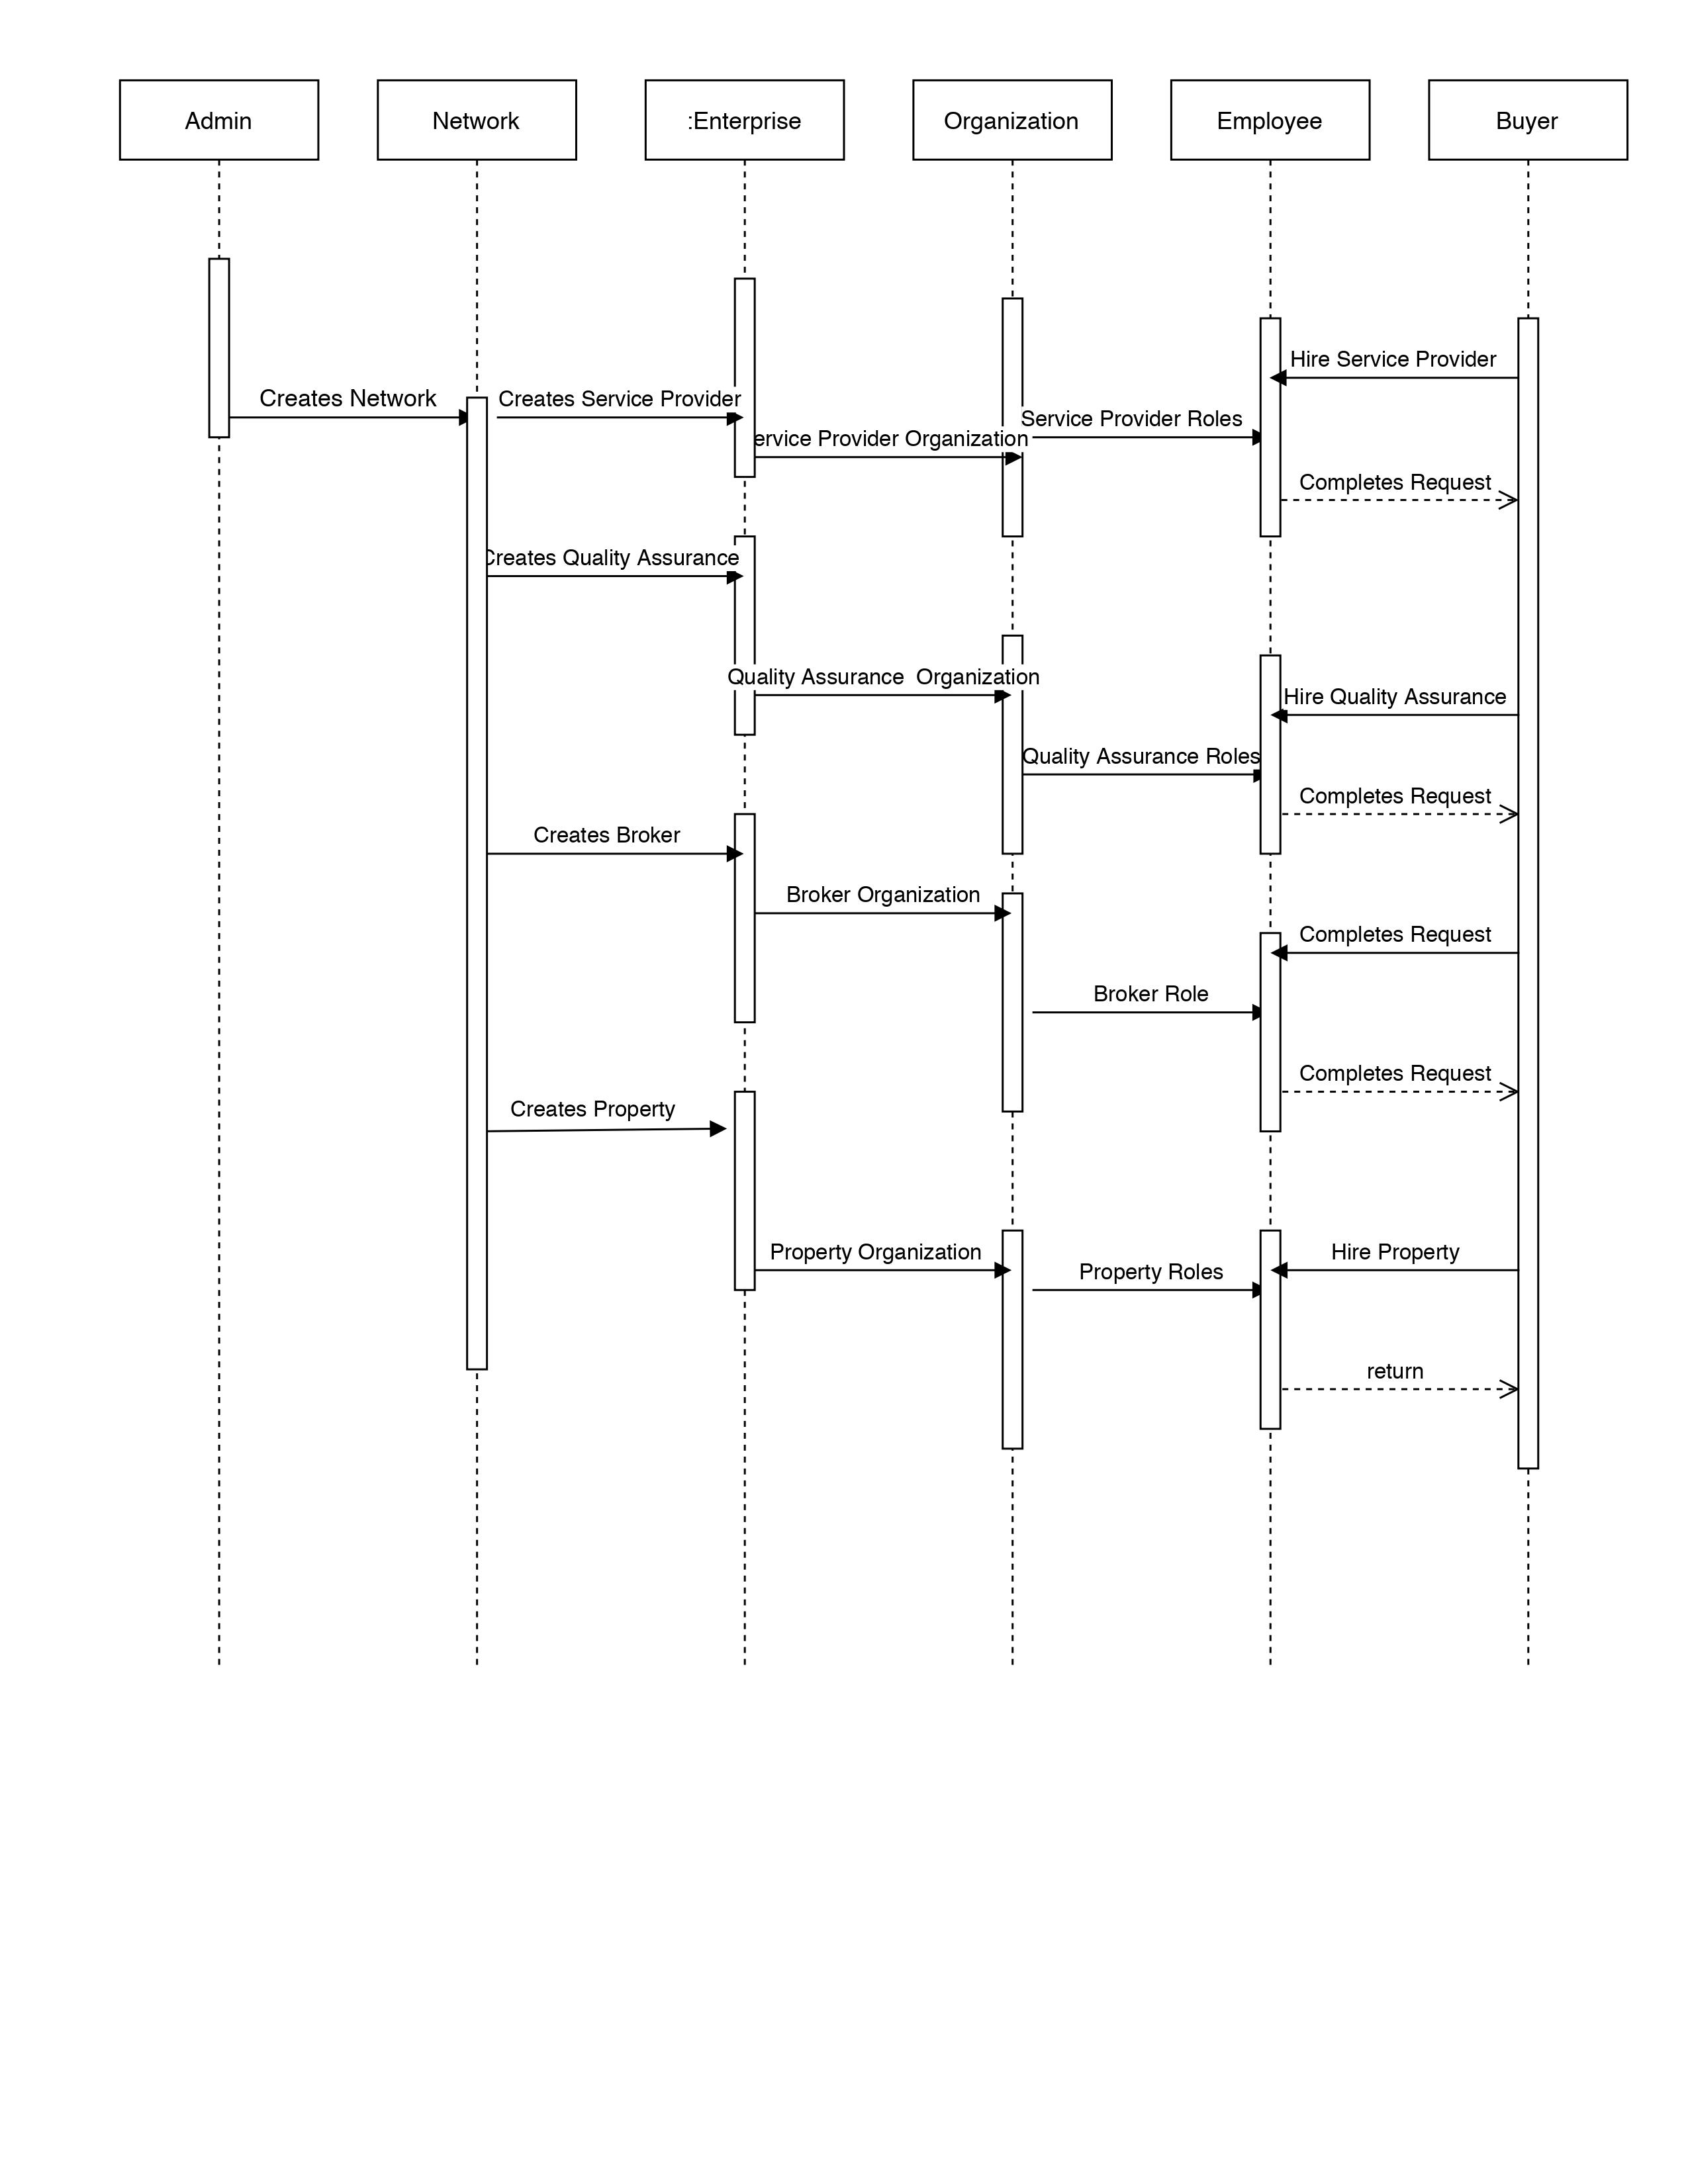 Admin
Network
:Enterprise
Organization
Employee
Buyer
Hire Service Provider
Creates Network
Creates Service Provider
Service Provider Roles
ervice Provider Organization
Completes Request
Creates Quality Assurance
Quality Assurance  Organization
Hire Quality Assurance
Quality Assurance Roles
Completes Request
Creates Broker
Broker Organization
Completes Request
Broker Role
Completes Request
Creates Property
Property Organization
Hire Property
Property Roles
return